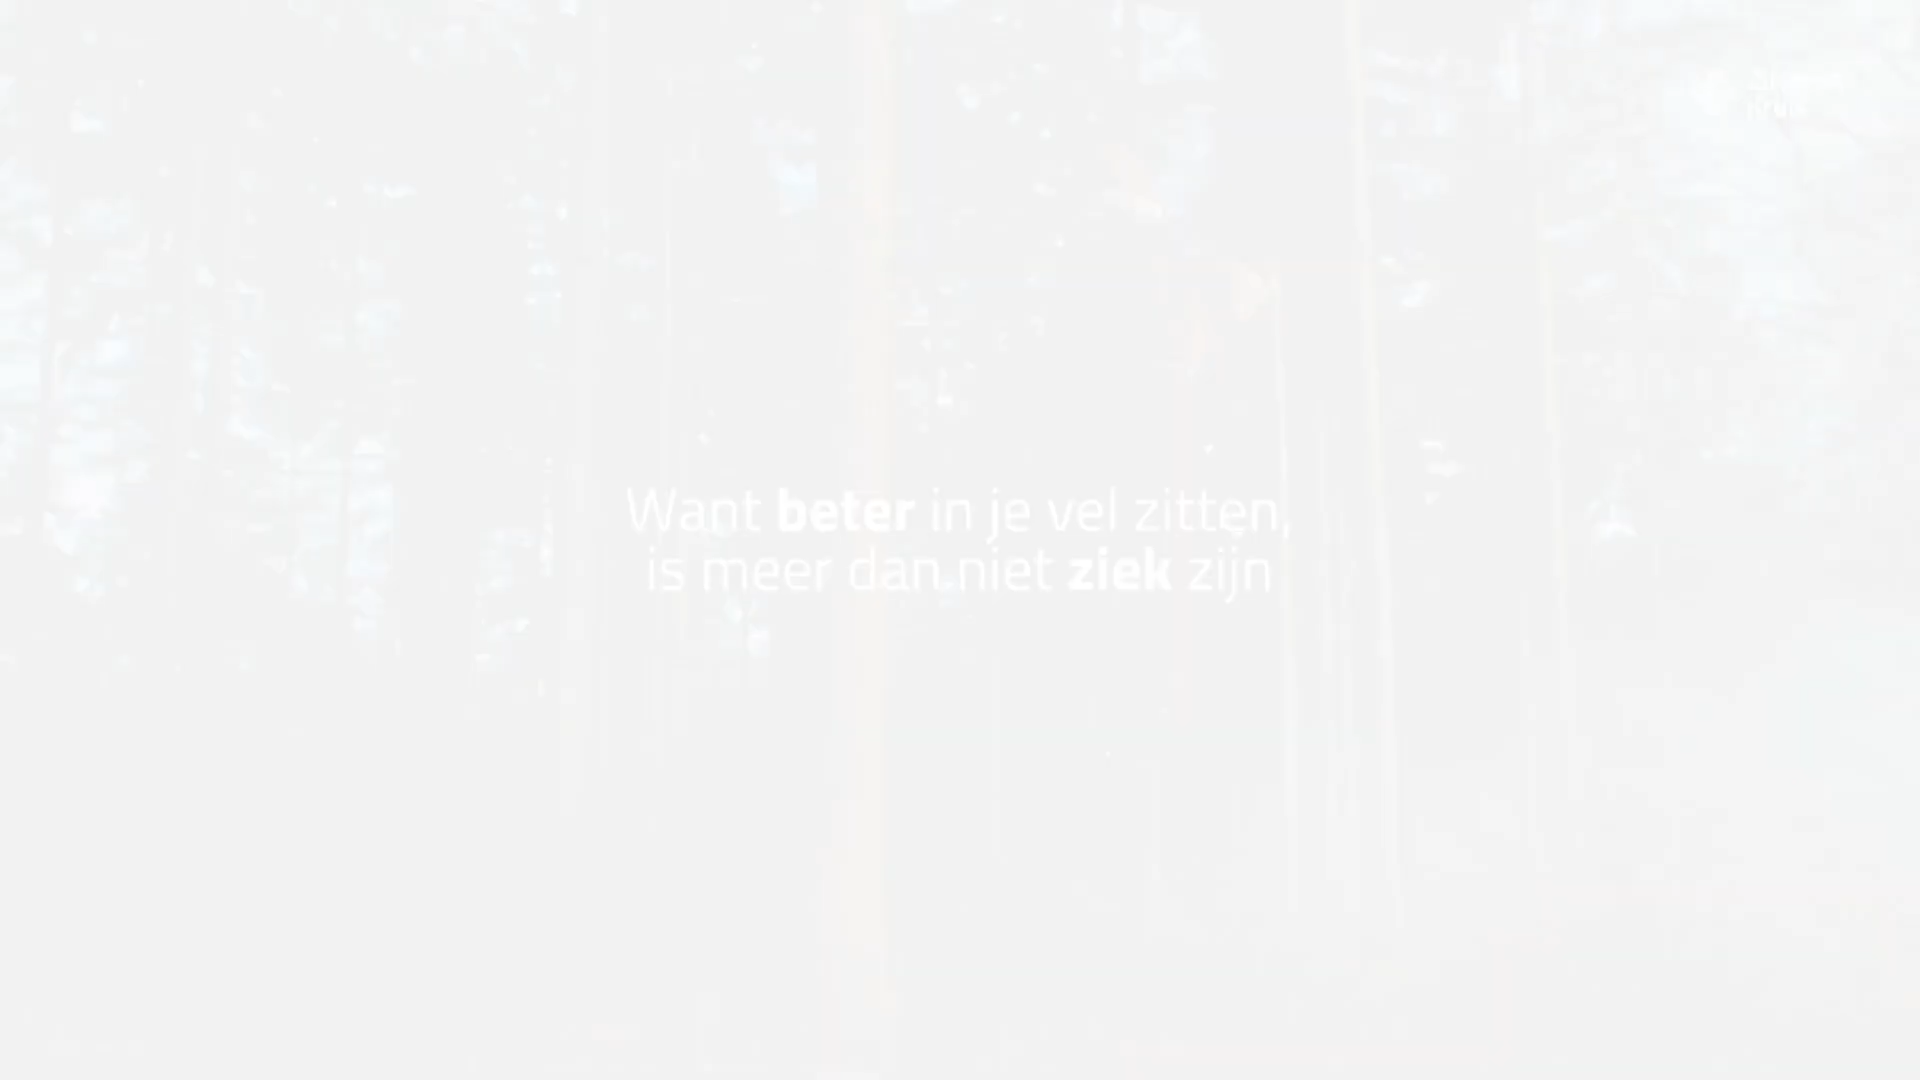 Want beter in je vel zitten,
is meer dan niet ziek zijn